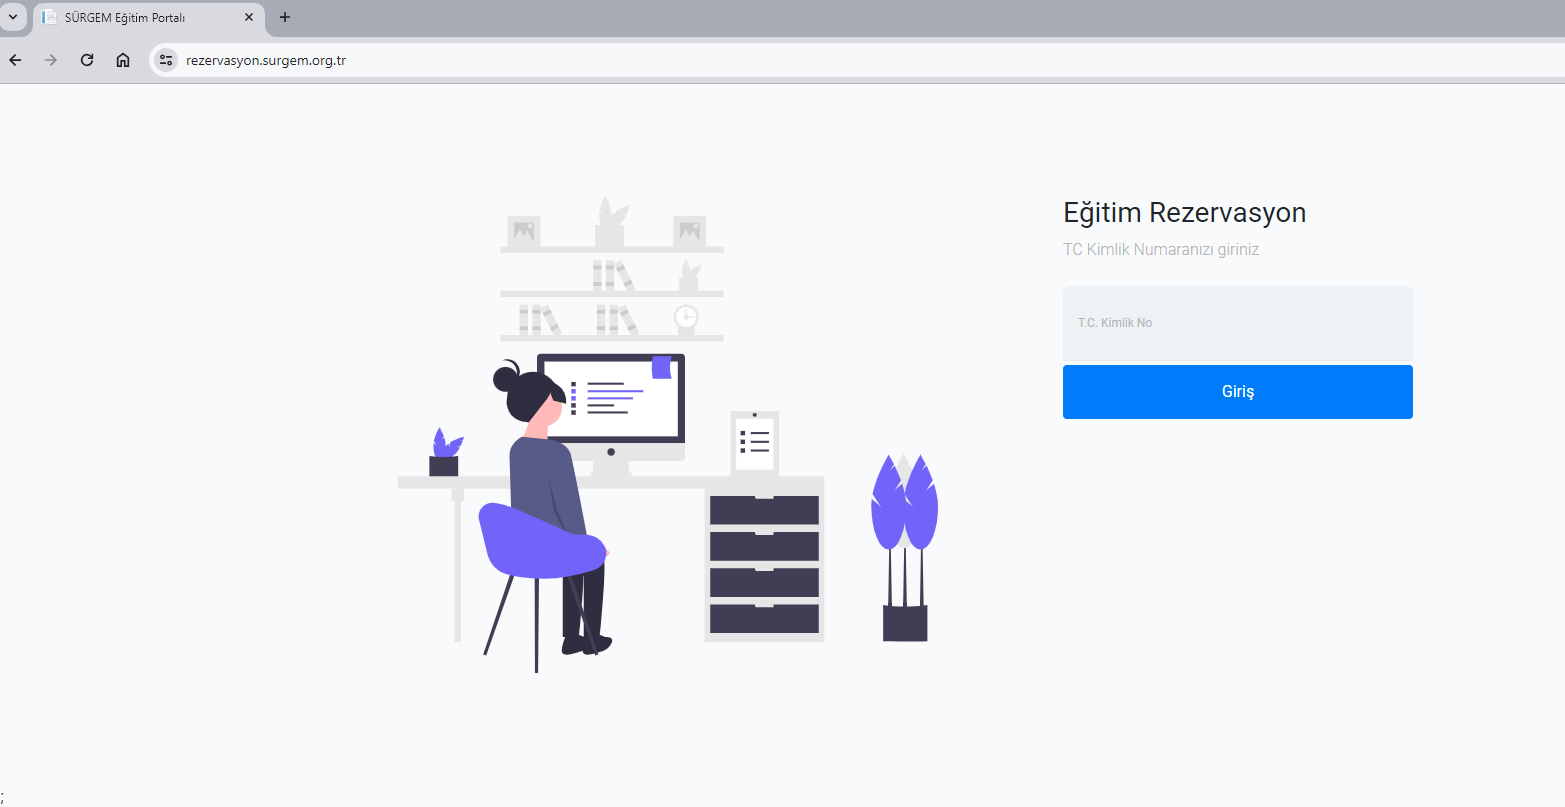 SÜRGEM Eğitim Portalı
rezervasyon.surgem.org.tr
Eğitim Rezervasyon
TC Kimlik Numaranızı giriniz
T.C. Kimlik No
Giriş
;